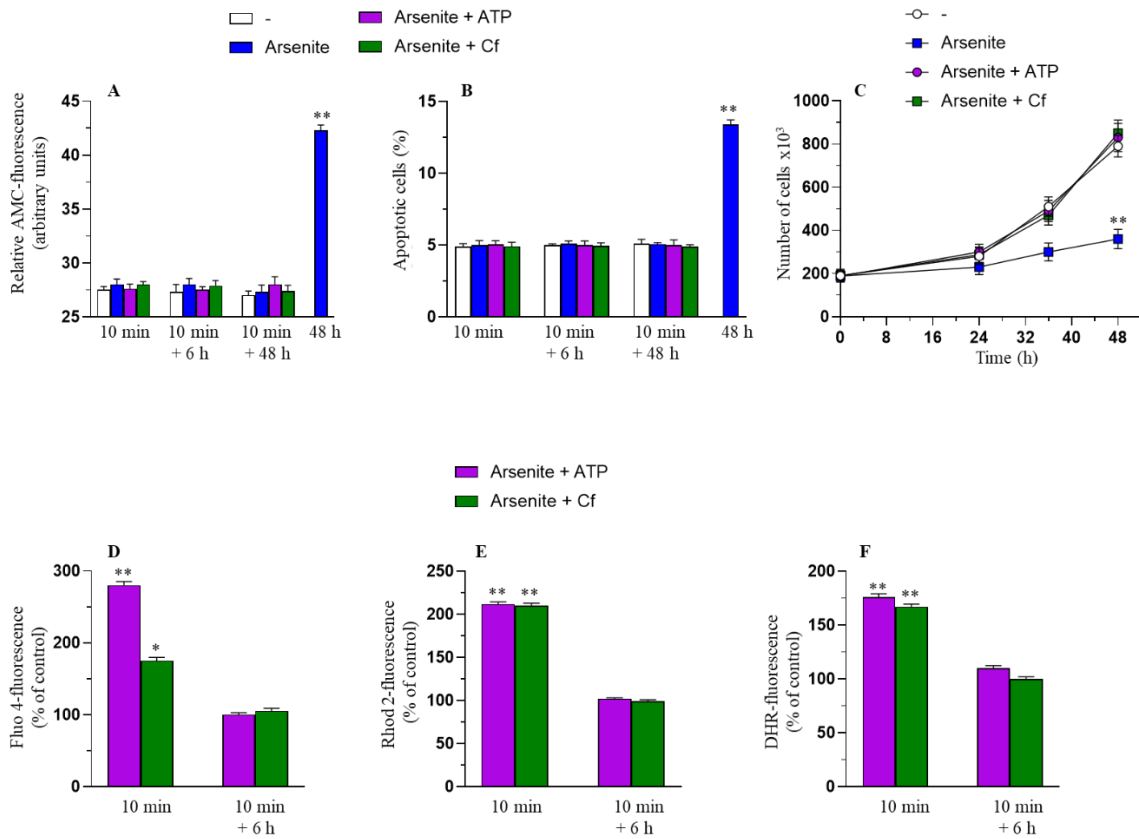 -
Arsenite
Arsenite + ATP
Arsenite + Cf
A
Relative AMC-fluorescence
(arbitrary units)
45
40
35
30
25
10 min
10 min
+ 6 h
10 min
+ 48 h
48 h
**
B
Apoptotic cells (%)
15
10
5
0
10 min
10 min
+ 6 h
10 min
+ 48 h
48 h
**
-
Arsenite
Arsenite + ATP
Arsenite + Cf
C
Number of cells x10³
1000
800
600
400
200
0
0
8
16
24
32
40
48
Time (h)
**
Arsenite + ATP
Arsenite + Cf
D
Fluo 4-fluorescence
(% of control)
300
200
100
0
**
*
10 min
10 min
+ 6 h
E
Rhod 2-fluorescence
(% of control)
250
200
150
100
50
0
** **
10 min
10 min
+ 6 h
F
DHR-fluorescence
(% of control)
200
150
100
50
0
** **
10 min
10 min
+ 6 h